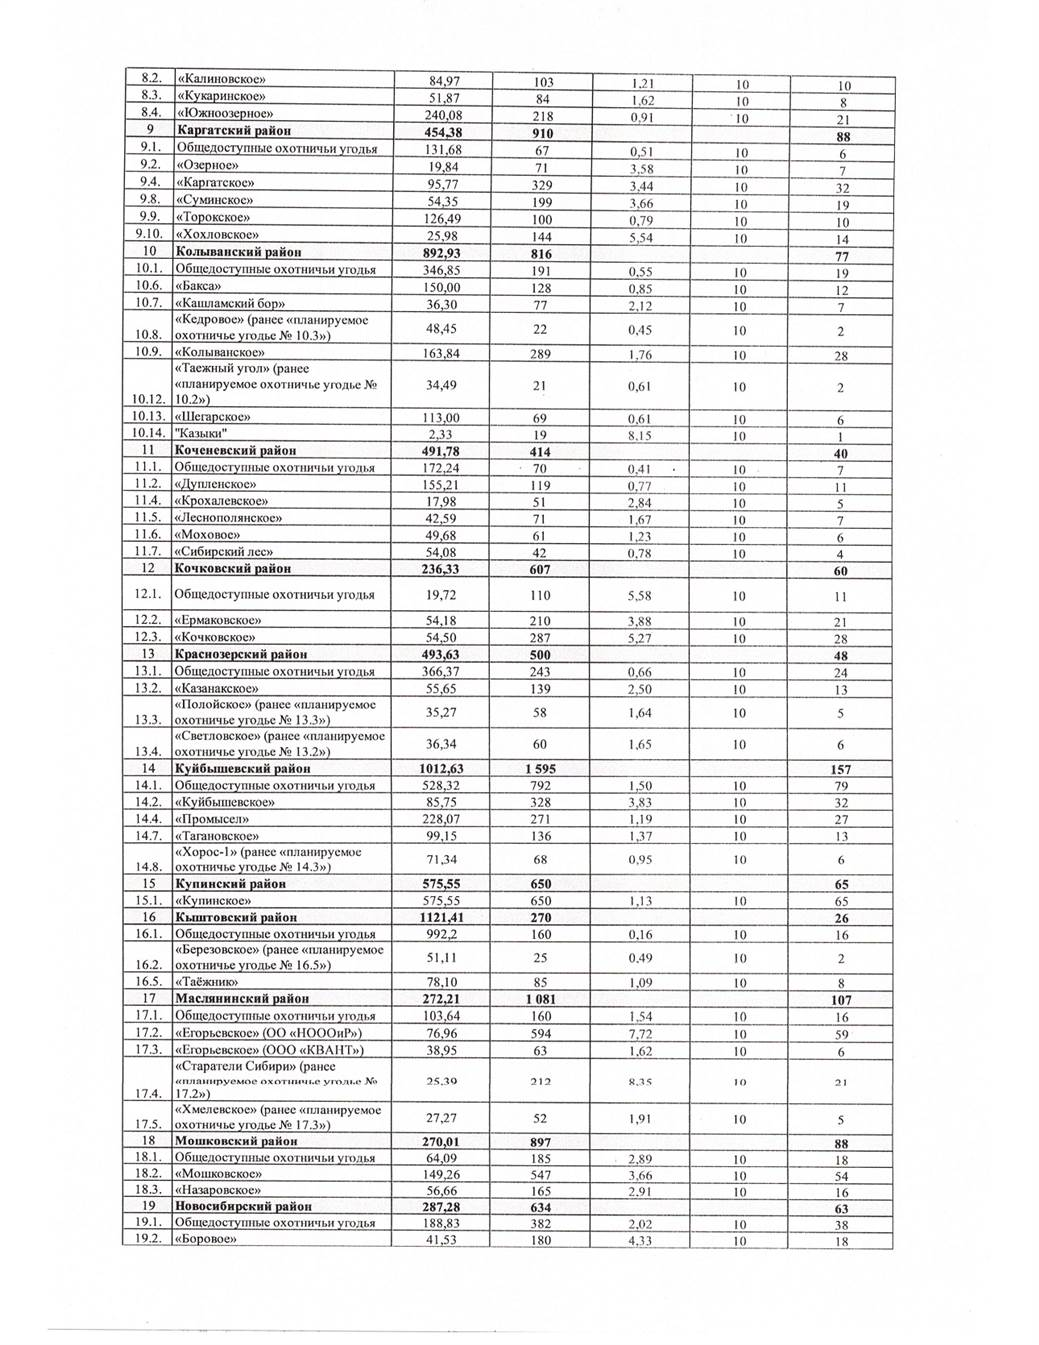 8.2. «Калиновское» 84,97 103 1,21 10 10
8.3. «Кукаринское» 51,87 84 1,62 10 8
8.4. «Южноозерное» 240,08 218 0,91 10 21
9 Каргатский район 454,38 910 88
9.1. Общедоступные охотничьи угодья 131,68 67 0,51 10 6
9.2. «Озерное» 19,84 71 3,58 10 7
9.4. «Каргатское» 95,77 329 3,44 10 32
9.8. «Суминское» 54,35 199 3,66 10 19
9.9. «Торокское» 126,49 100 0,79 10 10
9.10. «Хохловское» 25,98 144 5,54 10 14
10 Колыванский район 892,93 816 77
10.1. Общедоступные охотничьи угодья 346,85 191 0,55 10 19
10.6. «Бакса» 150,00 128 0,85 10 12
10.7. «Кашламский бор» 36,30 77 2,12 10 7
«Кедровое» (ранее «планируемое
10.8. охотничье угодье № 10.3») 48,45 22 0,45 10 2
10.9. «Колыванское» 163,84 289 1,76 10 28
«Таежный угол» (ранее
«планируемое охотничье угодье № 34,49 21 0,61 10 2
10.12. 10.2»)
10.13. «Шегарское» 113,00 69 0,61 10 6
10.14. "Казыки" 2,33 19 8,15 10 1
11 Коченевский район 491,78 414 40
11.1. Общедоступные охотничьи угодья 172,24 70 0,41 10 7
11.2. «Дупленское» 155,21 119 0,77 10 11
11.4. «Крохалевское» 17,98 51 2,84 10 5
11.5. «Леснополянское» 42,59 71 1,67 10 7
11.6. «Моховое» 49,68 61 1,23 10 6
11.7. «Сибирский лес» 54,08 42 0,78 10 4
12 Кочковский район 236,33 607 60
12.1. Общедоступные охотничьи угодья 19,72 110 5,58 10 11
12.2. «Ермаковское» 54,18 210 3,88 10 21
12.3. «Кочковское» 54,50 287 5,27 10 28
13 Краснозерский район 493,63 500 48
13.1. Общедоступные охотничьи угодья 366,37 243 0,66 10 24
13.2. «Казанакское» 55,65 139 2,50 10 13
«Полойское» (ранее «планируемое
13.3. охотничье угодье № 13.3») 35,27 58 1,64 10 5
«Светловское» (ранее «планируемое
13.4. охотничье угодье № 13.2») 36,34 60 1,65 10 6
14 Куйбышевский район 1012,63 1 595 157
14.1. Общедоступные охотничьи угодья 528,32 792 1,50 10 79
14.2. «Куйбышевское» 85,75 328 3,83 10 32
14.4. «Промысел» 228,07 271 1,19 10 27
14.7. «Тагановское» 99,15 136 1,37 10 13
«Хорос-1» (ранее «планируемое
14.8. охотничье угодье № 14.3») 71,34 68 0,95 10 6
15 Купинский район 575,55 650 65
15.1. «Купинское» 575,55 650 1,13 10 65
16 Кыштовский район 1121,41 270 26
16.1. Общедоступные охотничьи угодья 992,2 160 0,16 10 16
«Березовское» (ранее «планируемое
16.2. охотничье угодье № 16.5») 51,11 25 0,49 10 2
16.5. «Таёжник» 78,10 85 1,09 10 8
17 Маслянинский район 272,21 1 081 107
17.1. Общедоступные охотничьи угодья 103,64 160 1,54 10 16
17.2. «Егорьевское» (ОО «НОООиР») 76,96 594 7,72 10 59
17.3. «Егорьевское» (ООО «КВАНТ») 38,95 63 1,62 10 6
«Старатели Сибири» (ранее
«планируемое охотничье угодье № 25,39 212 8,35 10 21
17.4. 17.2»)
«Хмелевское» (ранее «планируемое
17.5. охотничье угодье № 17.3») 27,27 52 1,91 10 5
18 Мошковский район 270,01 897 88
18.1. Общедоступные охотничьи угодья 64,09 185 2,89 10 18
18.2. «Мошковское» 149,26 547 3,66 10 54
18.3. «Назаровское» 56,66 165 2,91 10 16
19 Новосибирский район 287,28 634 63
19.1. Общедоступные охотничьи угодья 188,83 382 2,02 10 38
19.2. «Боровое» 41,53 180 4,33 10 18